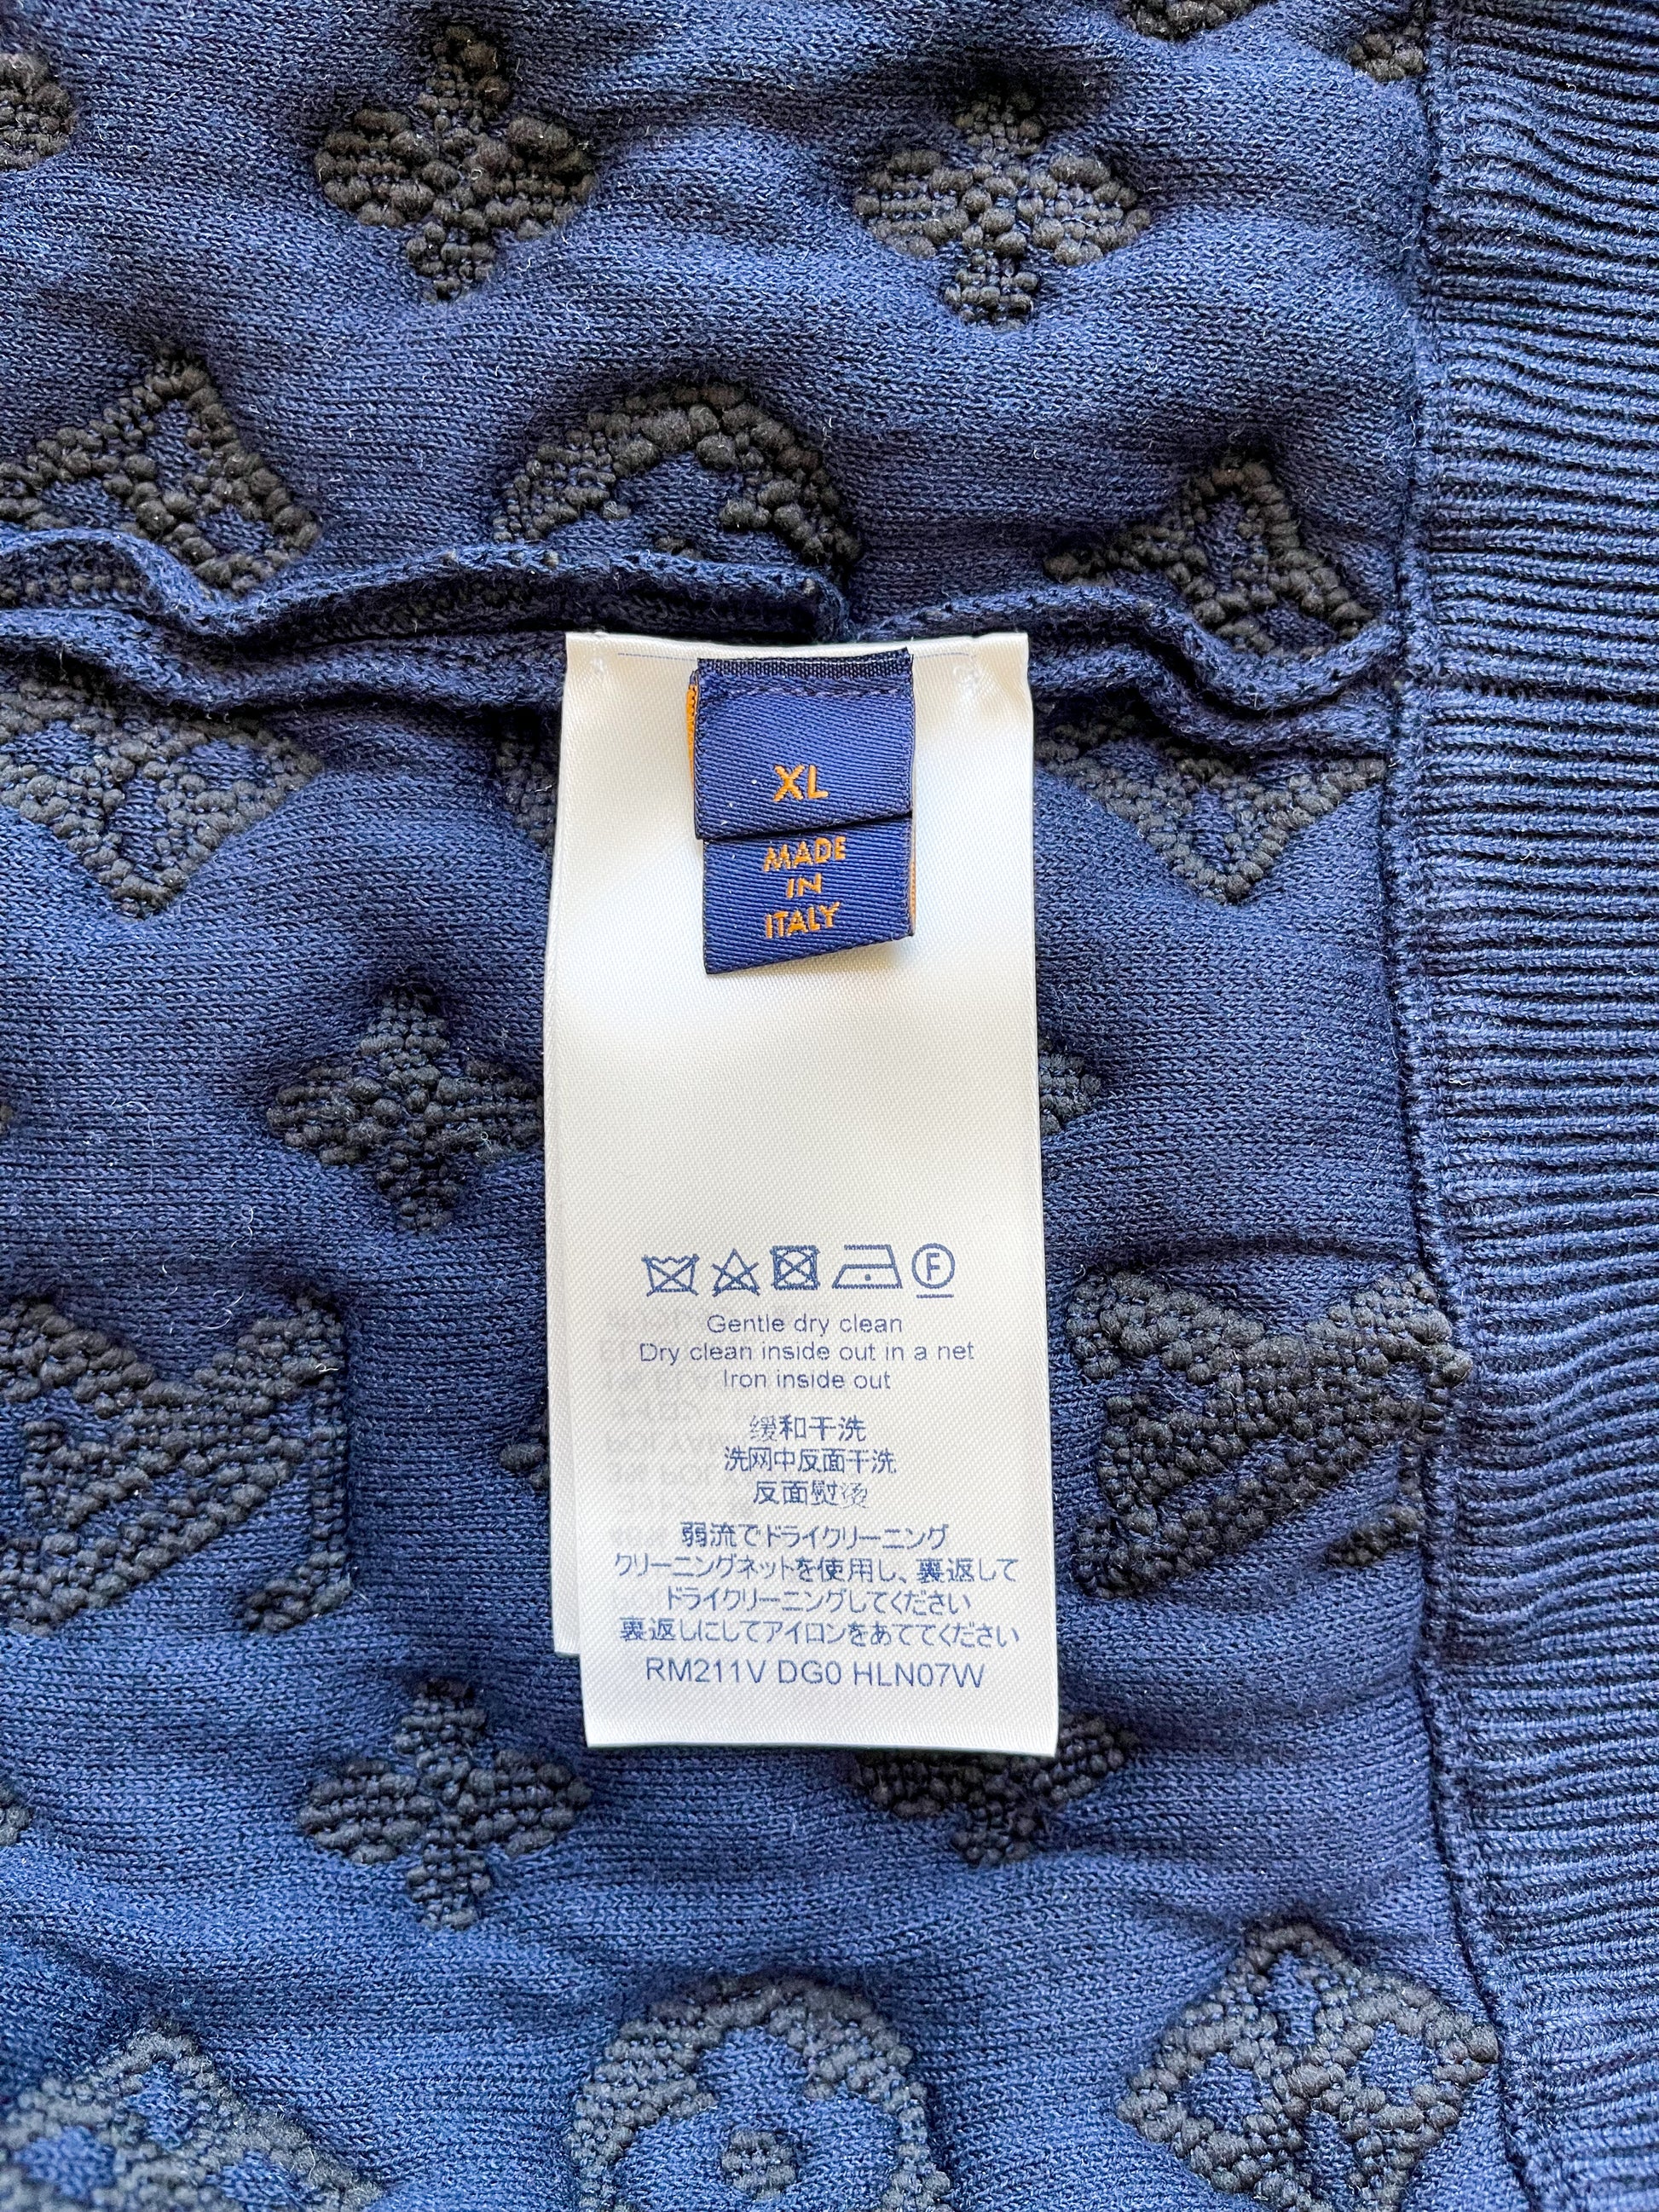 XL
MADE
IN
ITALY
F
Gentle dry clean
Dry clean inside out in a net
Iron inside out
缓和干洗
洗网中反面干洗
反面熨烫
弱流でドライクリーニング
クリーニングネットを使用し、裏返して
ドライクリーニングしてください
裏返しにしてアイロンをあててください
RM211V DG0 HLN07W